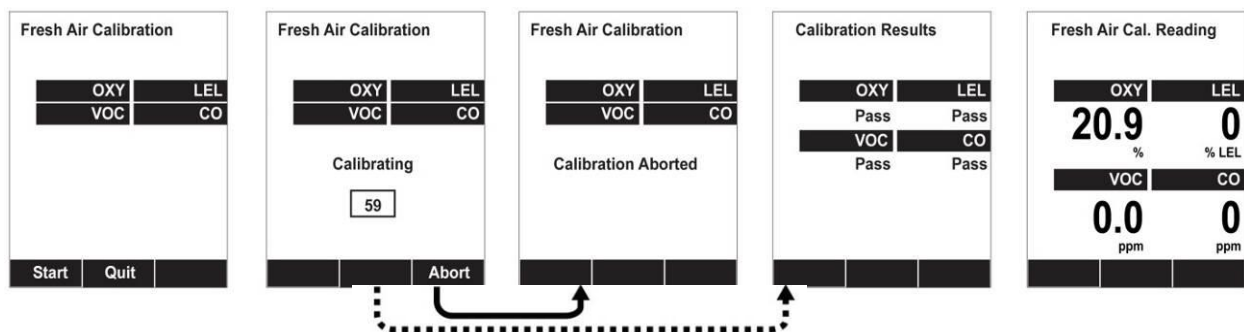 Fresh Air Calibration
OXY LEL
VOC CO
Start Quit
Fresh Air Calibration
OXY LEL
VOC CO
Calibrating
59
Abort
Fresh Air Calibration
OXY LEL
VOC CO
Calibration Aborted
Calibration Results
OXY LEL
Pass Pass
VOC CO
Pass Pass
Fresh Air Cal. Reading
OXY LEL
20.9 0
% % LEL
VOC CO
0.0 0
ppm ppm